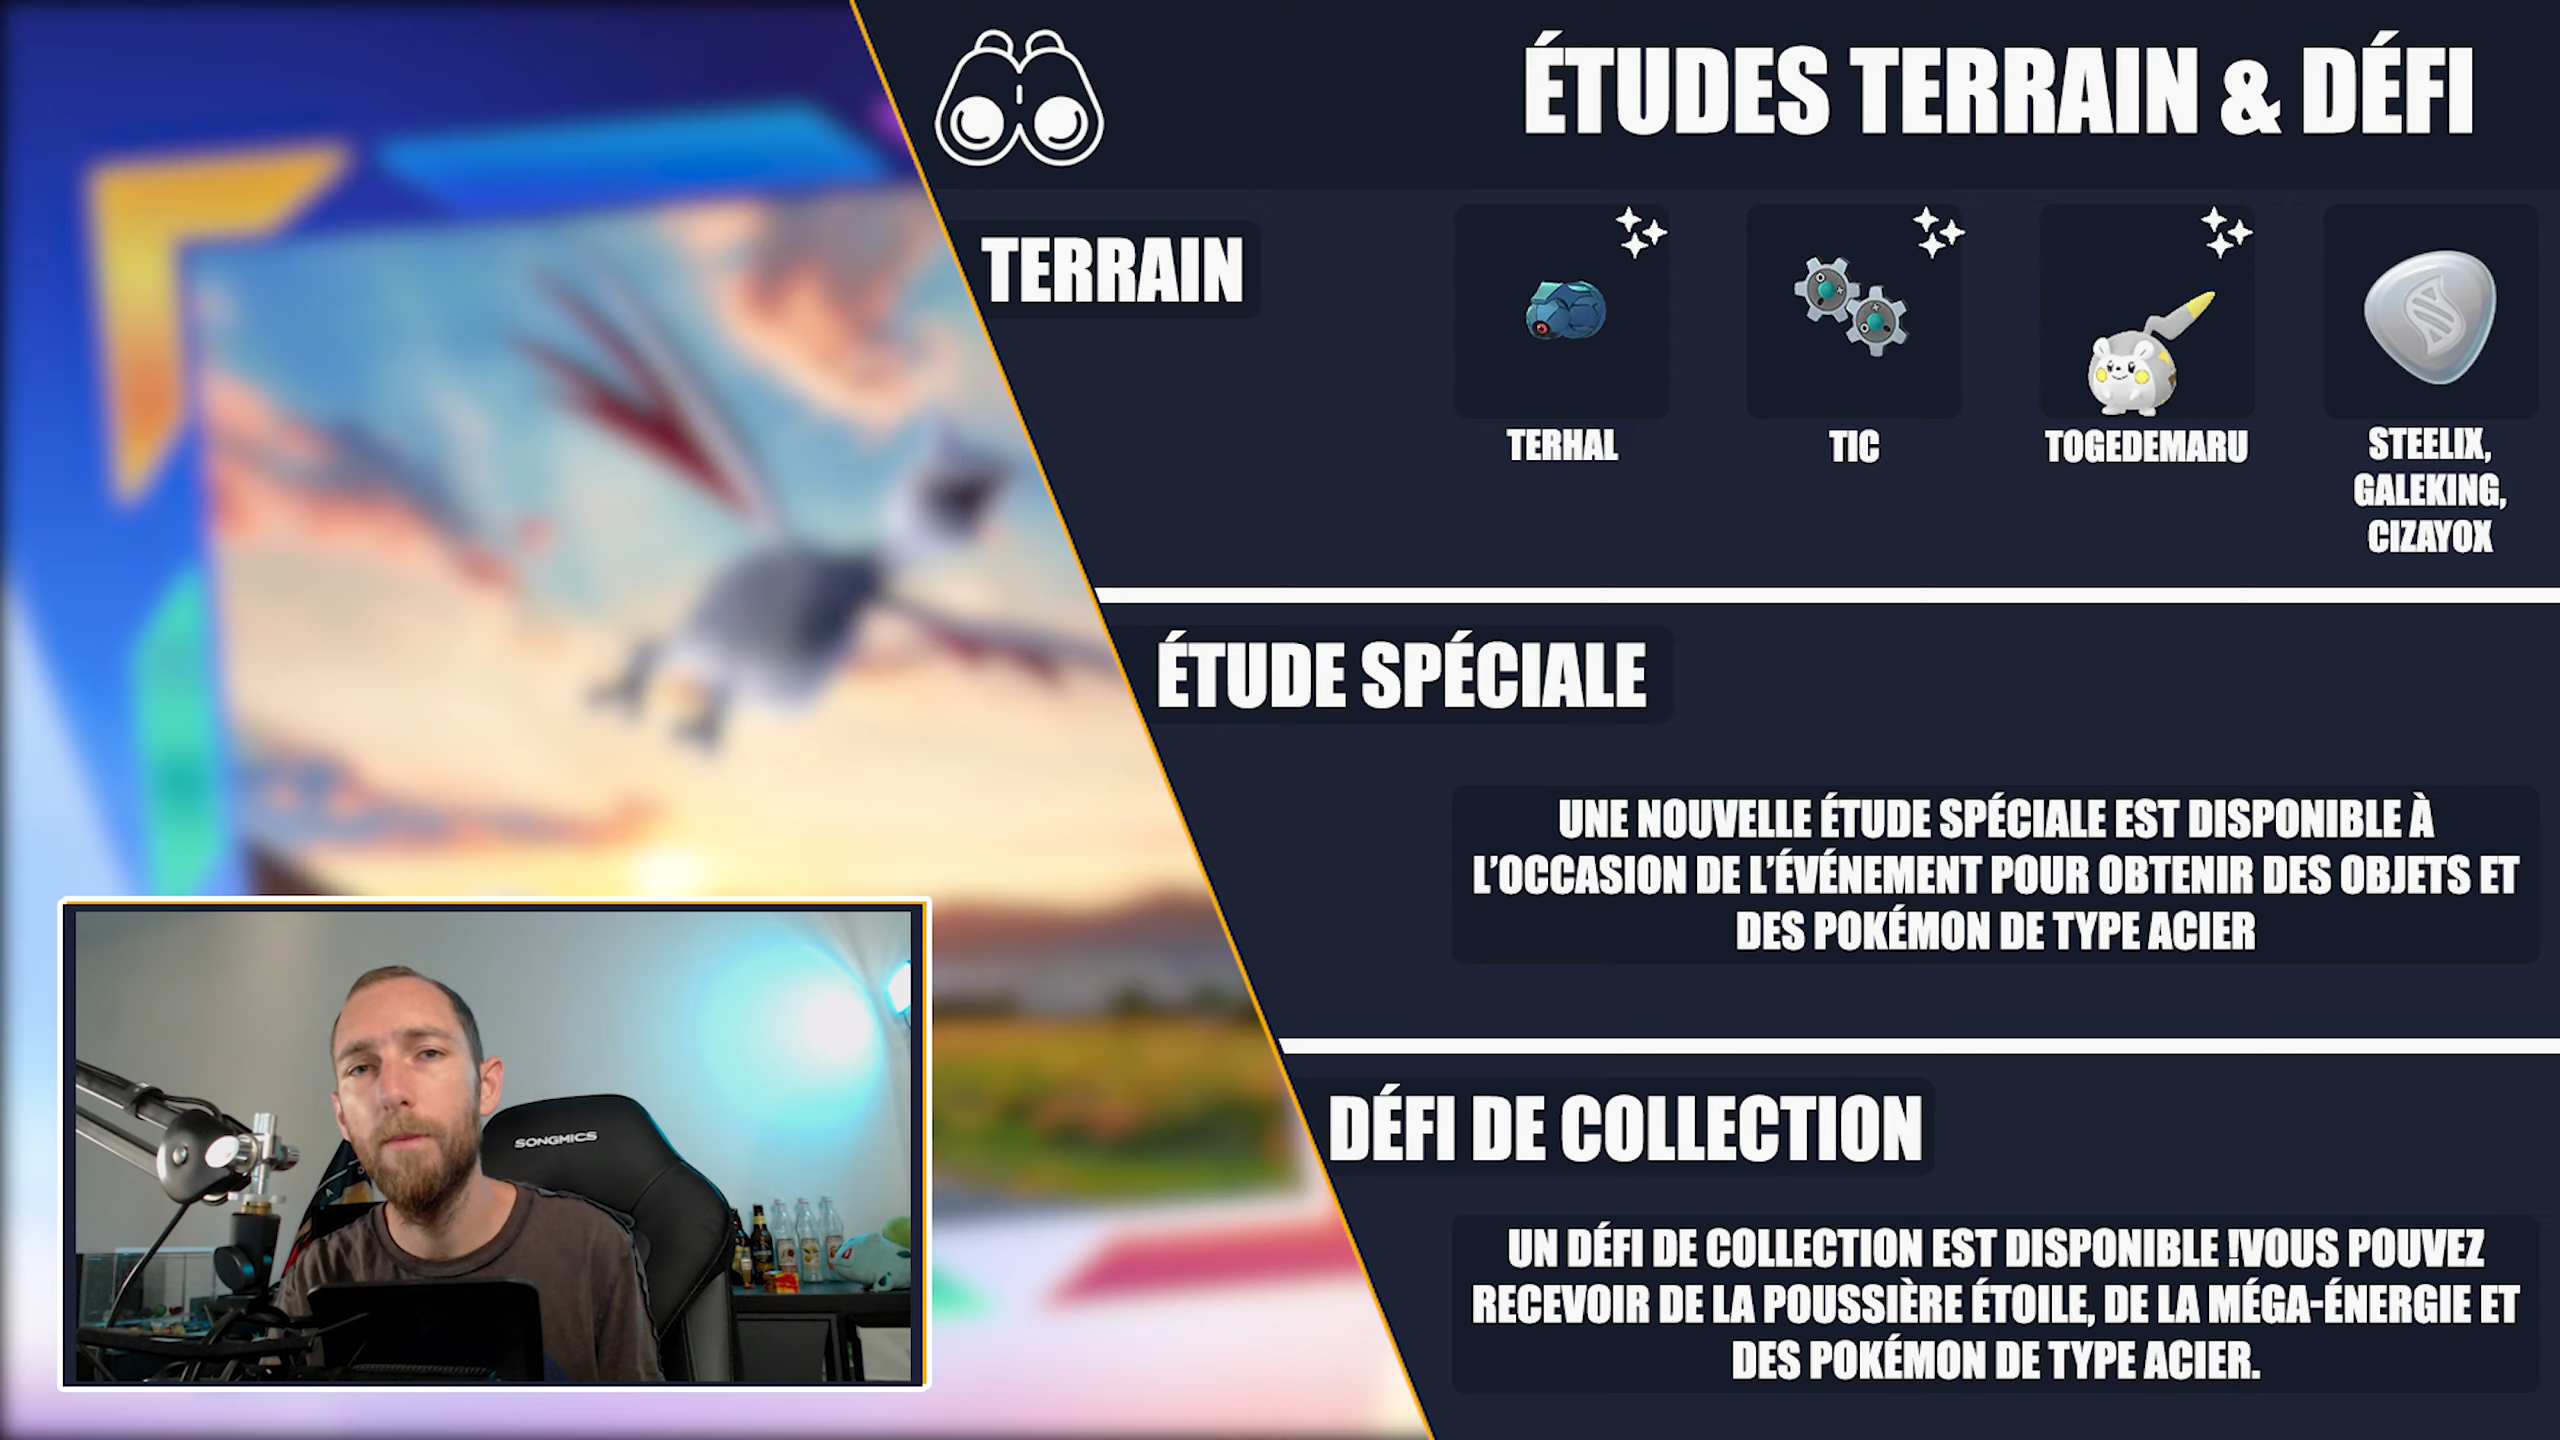 ÉTUDES TERRAIN & DÉFI
TERRAIN
TERHAL
TIC
TOGEDEMARU
STEELIX,
GALEKING,
CIZAYOX
ÉTUDE SPÉCIALE
UNE NOUVELLE ÉTUDE SPÉCIALE EST DISPONIBLE À
L'OCCASION DE L'ÉVÉNEMENT POUR OBTENIR DES OBJETS ET
DES POKÉMON DE TYPE ACIER
DÉFI DE COLLECTION
UN DÉFI DE COLLECTION EST DISPONIBLE !VOUS POUVEZ
RECEVOIR DE LA POUSSIÈRE ÉTOILE, DE LA MÉGA-ÉNERGIE ET
DES POKÉMON DE TYPE ACIER.
SONGMICS